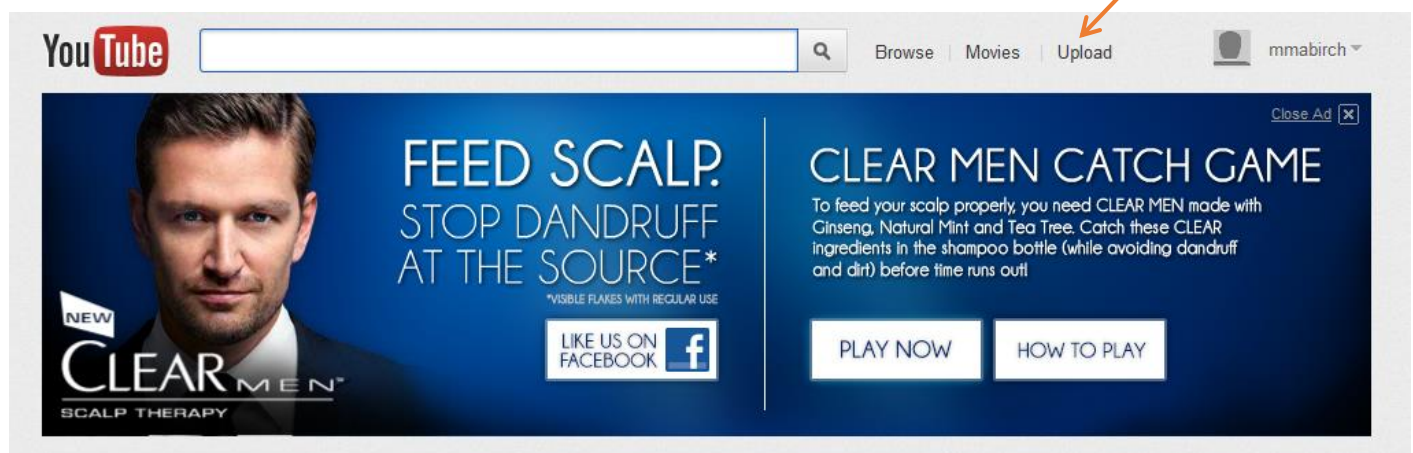 YouTube
Browse | Movies | Upload
mmabirch
Close Ad X
FEED SCALP.
STOP DANDRUFF
AT THE SOURCE*
*VISIBLE FLAKES WITH REGULAR USE
LIKE US ON
FACEBOOK f
NEW
CLEAR MEN™
SCALP THERAPY
CLEAR MEN CATCH GAME
To feed your scalp properly, you need CLEAR MEN made with
Ginseng, Natural Mint and Tea Tree. Catch these CLEAR
ingredients in the shampoo bottle (while avoiding dandruff
and dirt) before time runs out!
PLAY NOW
HOW TO PLAY